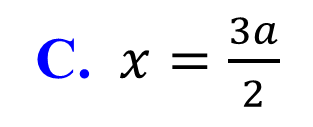 C. x = 3a/2